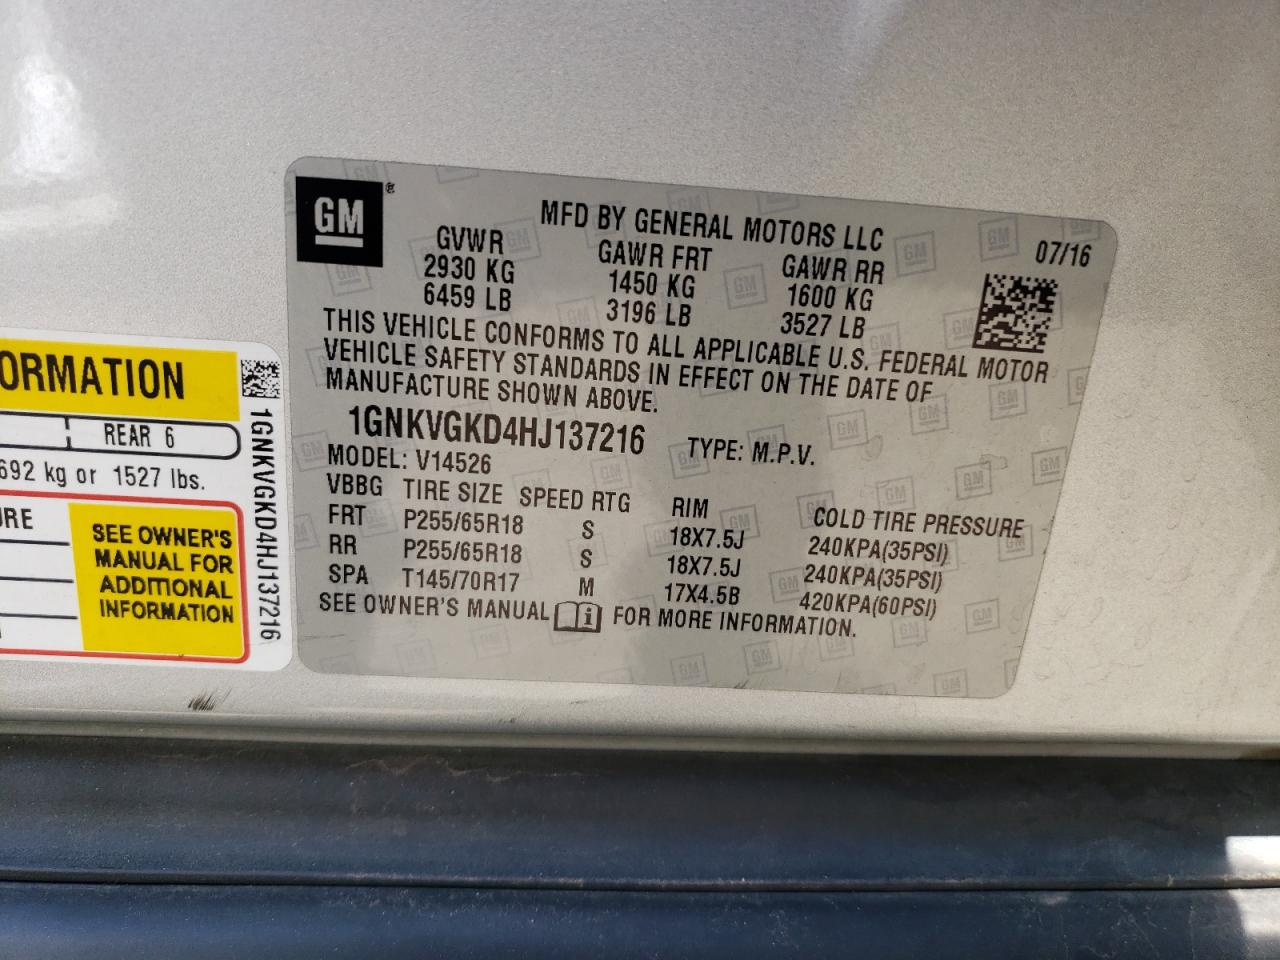 GM
®
MFD BY GENERAL MOTORS LLC
07/16
GVWR GAWR FRT GAWR RR
2930 KG 1450 KG 1600 KG
6459 LB 3196 LB 3527 LB
THIS VEHICLE CONFORMS TO ALL APPLICABLE U.S. FEDERAL MOTOR
VEHICLE SAFETY STANDARDS IN EFFECT ON THE DATE OF
MANUFACTURE SHOWN ABOVE.
1GNKVGKD4HJ137216 TYPE: M.P.V.
MODEL: V14526
VBBG TIRE SIZE SPEED RTG RIM COLD TIRE PRESSURE
FRT P255/65R18 S 18X7.5J 240KPA(35PSI)
RR P255/65R18 S 18X7.5J 240KPA(35PSI)
SPA T145/70R17 M 17X4.5B 420KPA(60PSI)
SEE OWNER'S MANUAL i FOR MORE INFORMATION.
ORMATION
REAR 6
692 kg or 1527 lbs.
URE
SEE OWNER'S
MANUAL FOR
ADDITIONAL
INFORMATION
1GNKVGKD4HJ137216